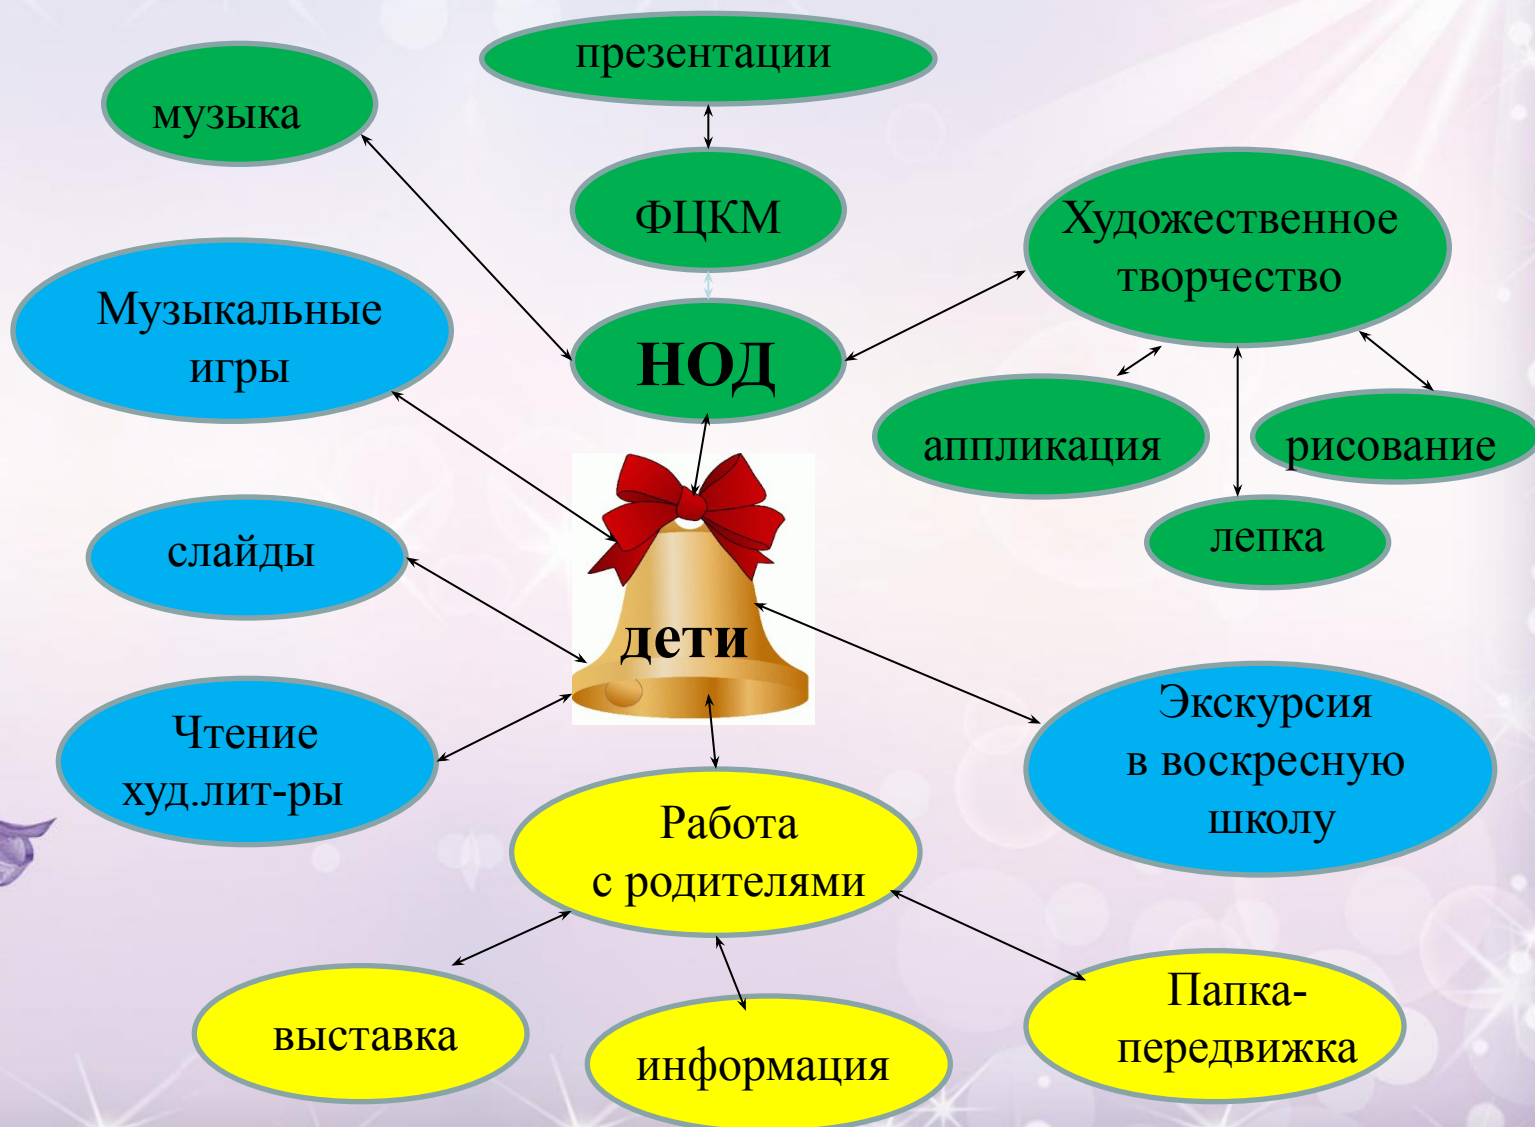 презентации
музыка
ФЦКМ
Художественное
творчество
Музыкальные
игры
НОД
аппликация
рисование
слайды
лепка
дети
Чтение
худ.лит-ры
Экскурсия
в воскресную
школу
Работа
с родителями
выставка
информация
Папка-
передвижка